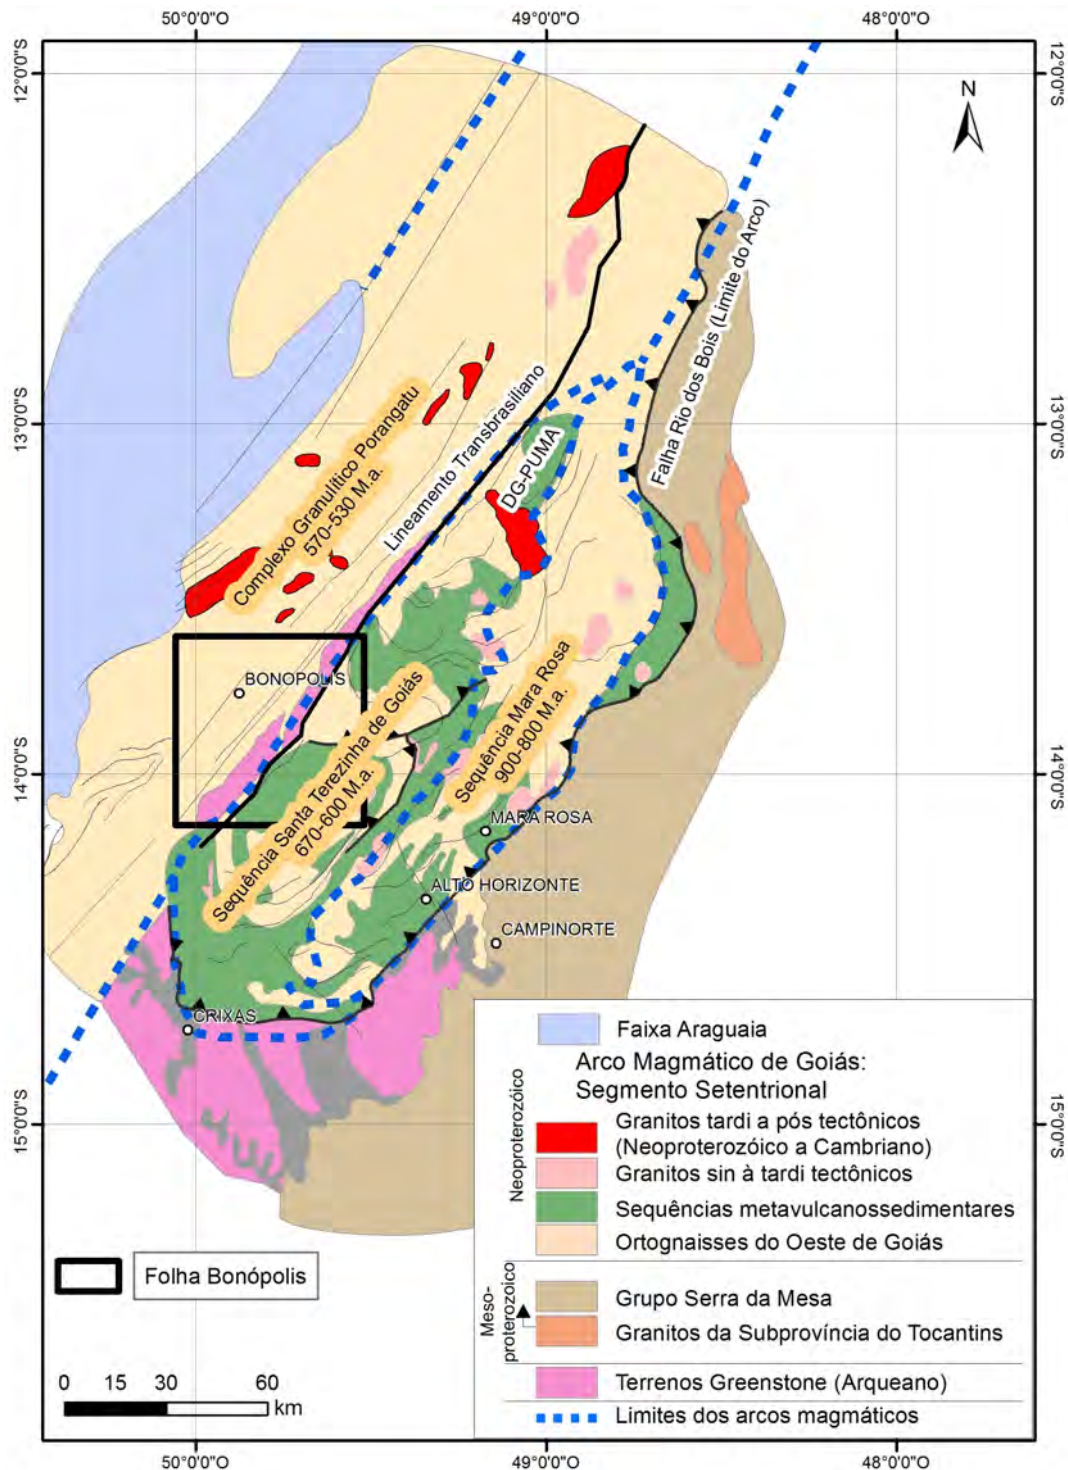 50°0'0"O
49°0'0"O
48°0'0"O
12°0'0"S
12°0'0"S
N
Falha Rio dos Bois (Limite do Arco)
Lineamento Transbrasiliano
13°0'0"S
13°0'0"S
DG-PUMA
Complexo Granulítico Porangatu
570-530 M.a.
BONOPOLIS
Sequência Santa Terezinha de Goiás
670-600 M.a.
Sequência Mara Rosa
900-800 M.a.
14°0'0"S
14°0'0"S
MARA ROSA
ALTO HORIZONTE
CAMPINORTE
CRIXAS
15°0'0"S
15°0'0"S
Faixa Araguaia
Arco Magmático de Goiás:
Segmento Setentrional
Neoproterozóico
Granitos tardi a pós tectônicos
(Neoproterozóico a Cambriano)
Granitos sin à tardi tectônicos
Sequências metavulcanossedimentares
Ortognaisses do Oeste de Goiás
Meso-
proterozóico
Grupo Serra da Mesa
Granitos da Subprovíncia do Tocantins
Terrenos Greenstone (Arqueano)
Limites dos arcos magmáticos
Folha Bonópolis
0 15 30 60
km
50°0'0"O
49°0'0"O
48°0'0"O